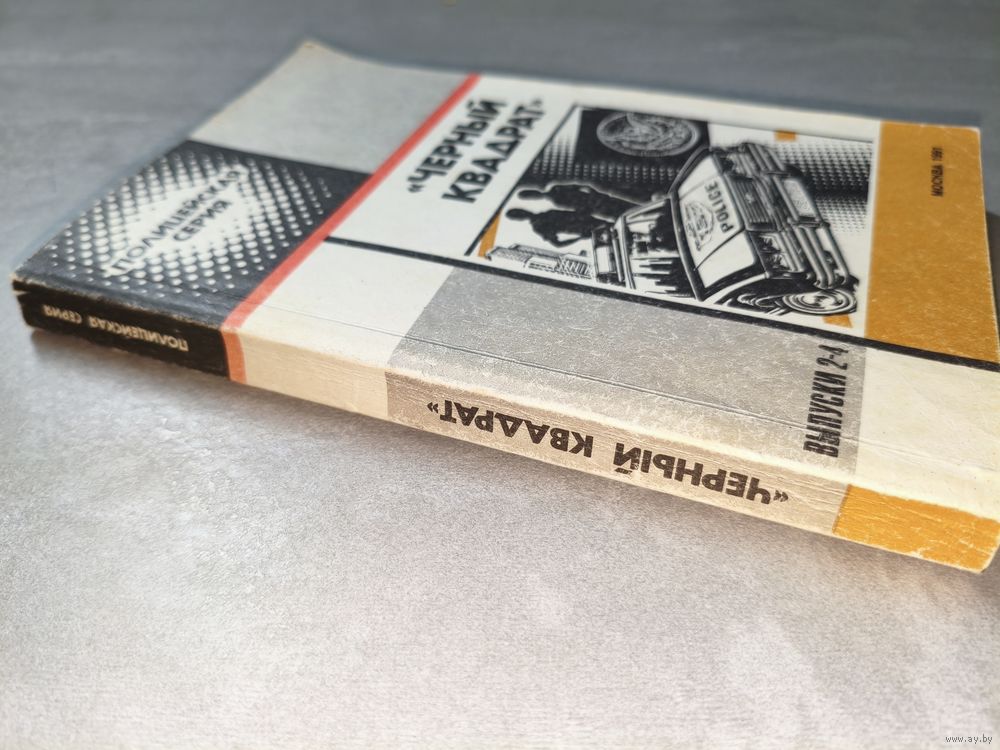 ПОЛИЦЕЙСКАЯ
СЕРИЯ
«ЧЕРНЫЙ
КВАДРАТ»
POLICE
МОСКВА 1991
ВЫПУСКИ 2-4
ПОЛИЦЕЙСКАЯ СЕРИЯ
«ЧЕРНЫЙ КВАДРАТ»
www.ay.by